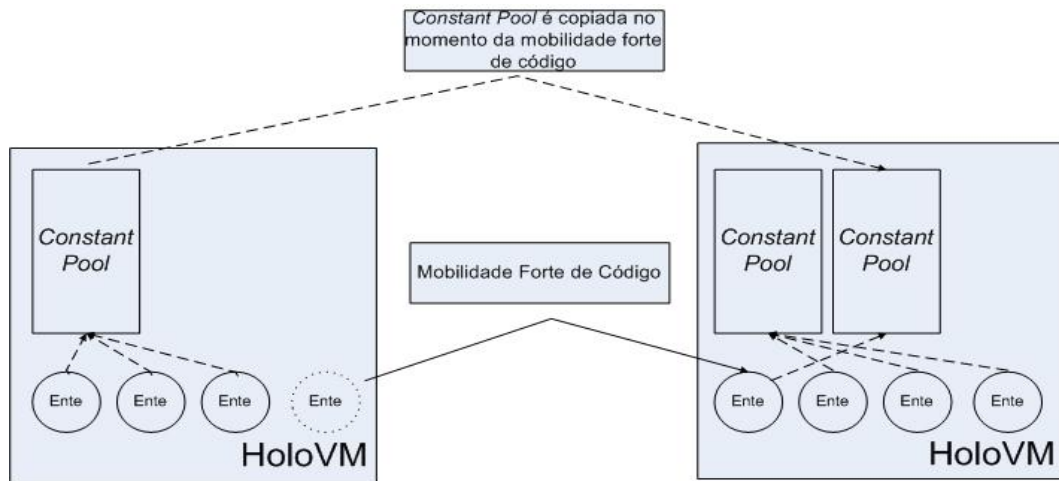 Constant Pool é copiada no
momento da mobilidade forte
de código
Constant
Pool
Constant
Pool
Constant
Pool
Mobilidade Forte de Código
Ente
Ente
Ente
Ente
Ente
Ente
Ente
Ente
HoloVM
HoloVM